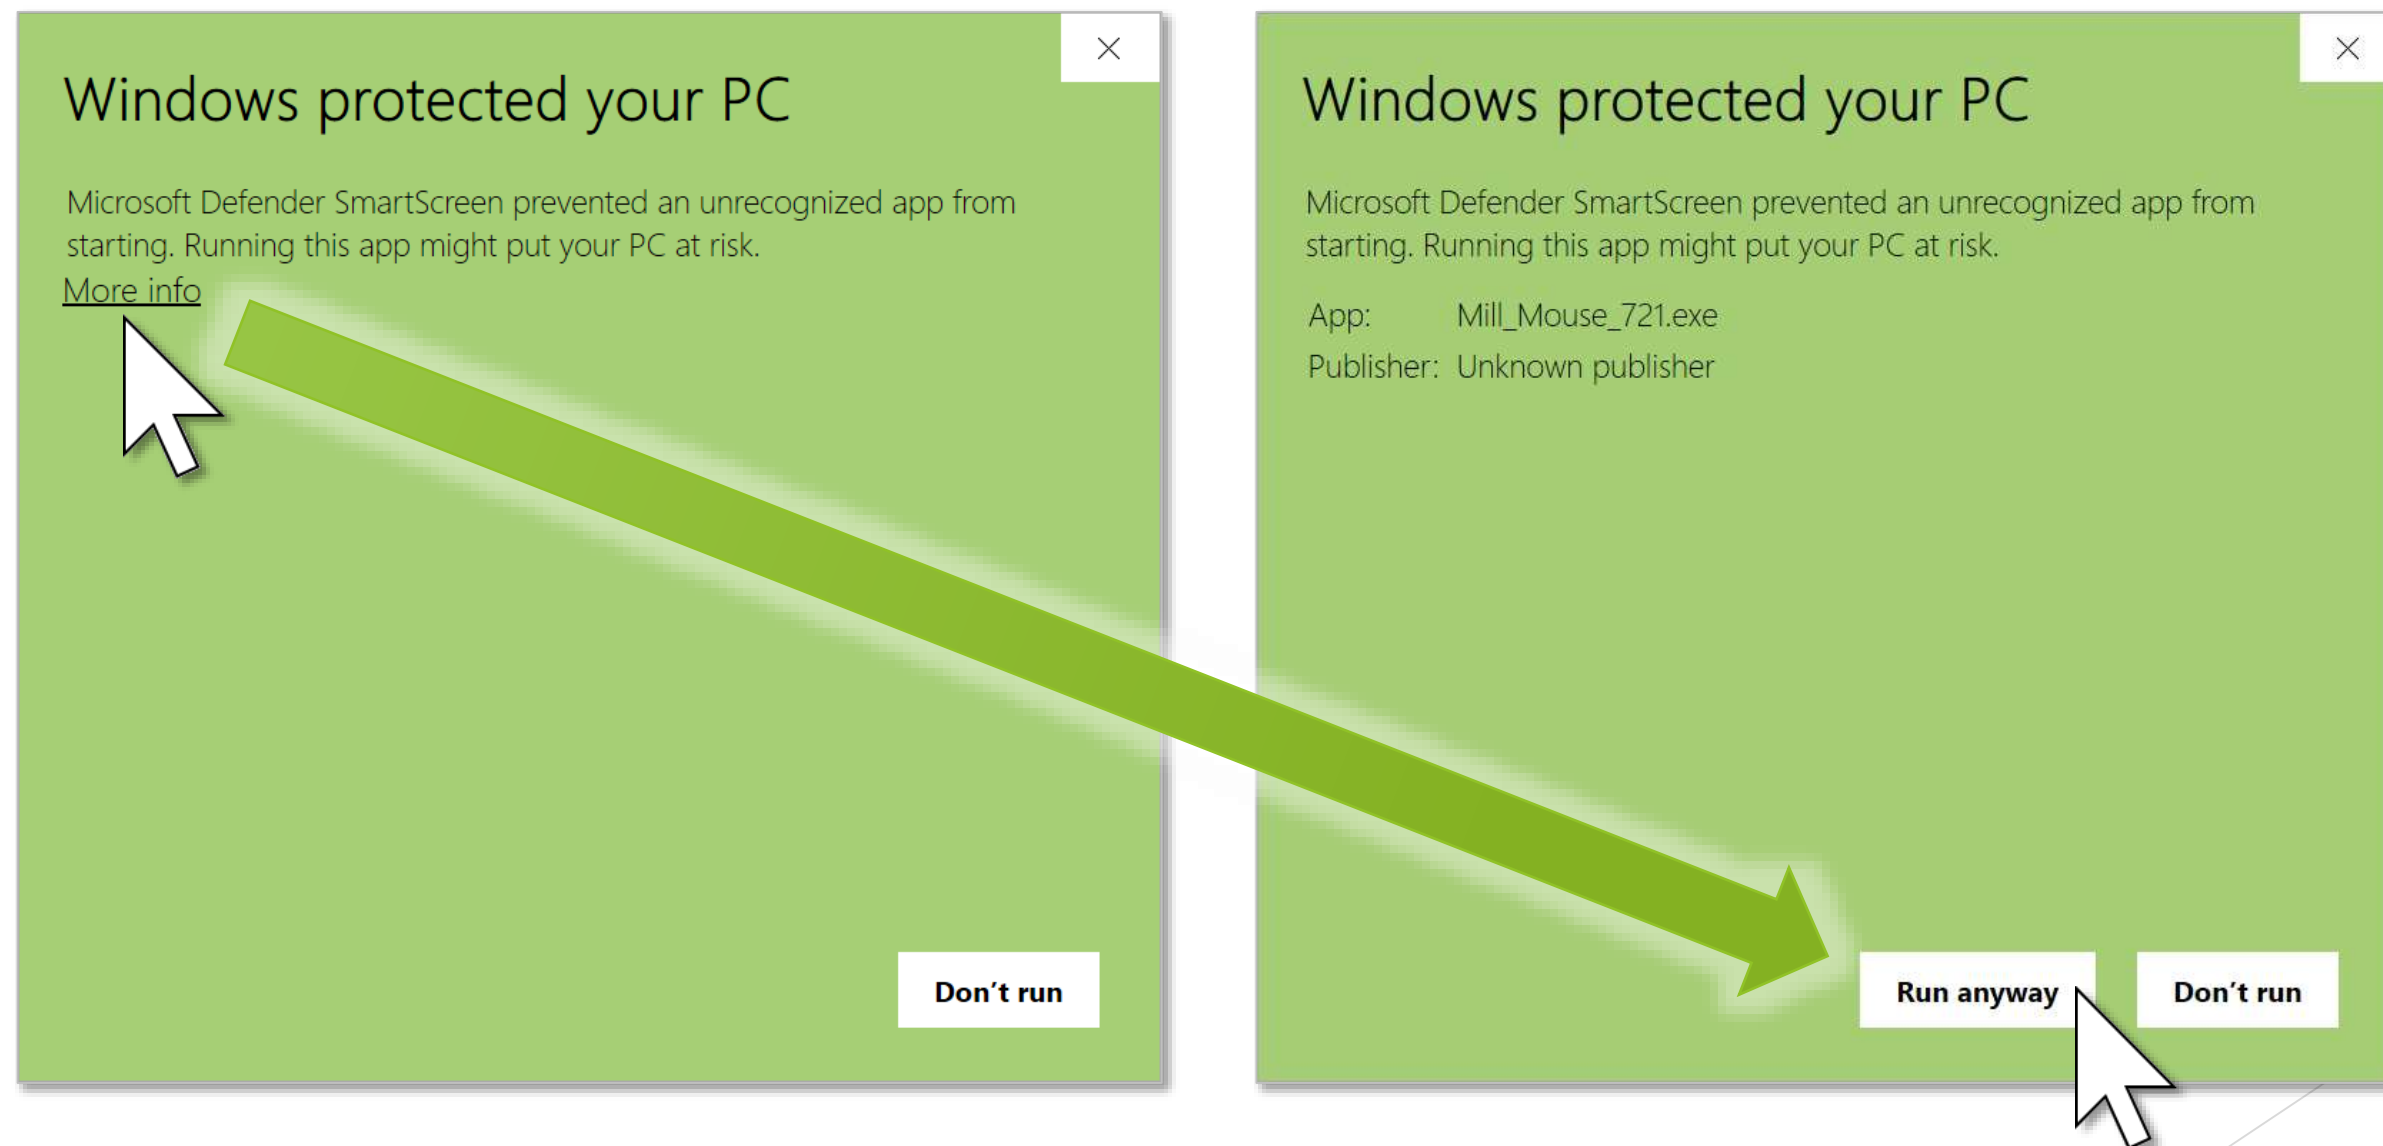 Windows protected your PC
Microsoft Defender SmartScreen prevented an unrecognized app from
starting. Running this app might put your PC at risk.
More info
Don't run
Windows protected your PC
Microsoft Defender SmartScreen prevented an unrecognized app from
starting. Running this app might put your PC at risk.
App: Mill_Mouse_721.exe
Publisher: Unknown publisher
Run anyway Don't run